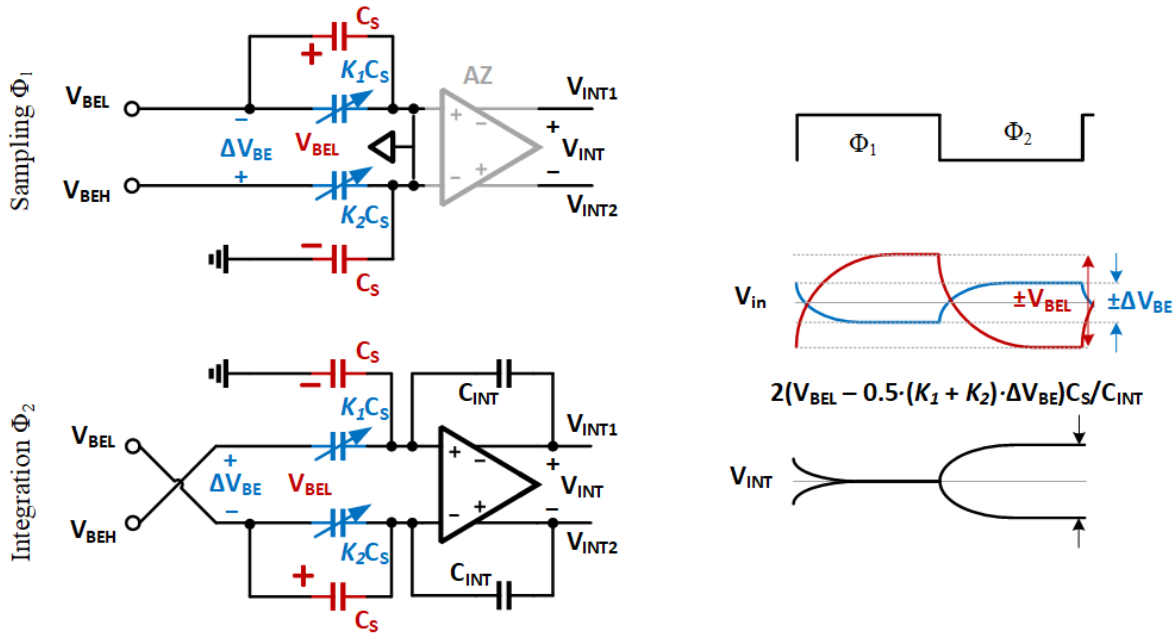 Sampling Φ1
CS
+
K1CS
AZ
VBEL
VINT1
−
+
−
+
ΔVBE
VBEL
VINT
Φ1
Φ2
+
+
−
−
VBEH
VINT2
K2CS
−
CS
Vin
±VBEL
±ΔVBE
Integration Φ2
CS
−
CINT
K1CS
2(VBEL − 0.5·(K1 + K2)·ΔVBE)CS/CINT
VBEL
VINT1
+
+
−
+
ΔVBE
VBEL
VINT
VINT
−
−
+
−
VBEH
VINT2
K2CS
+
CINT
CS